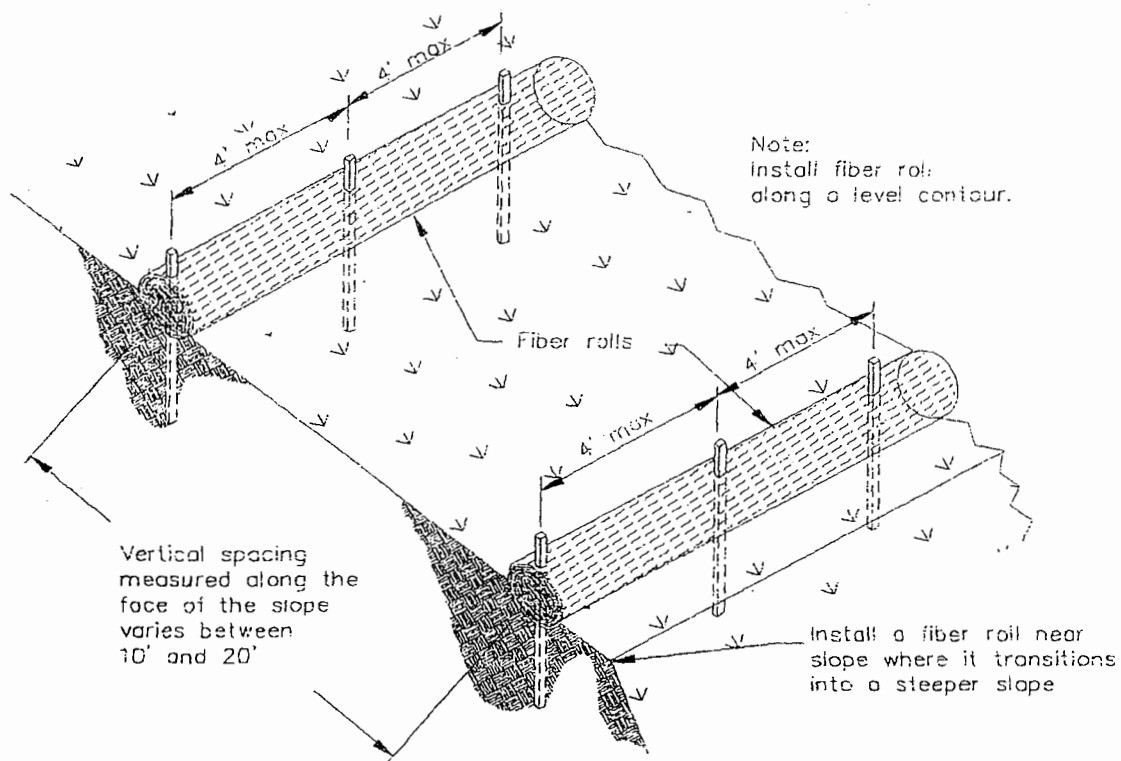 4' max
4' max
Note:
Install fiber roll
along a level contour.
Fiber rolls
4' max
4' max
Vertical spacing
measured along the
face of the slope
varies between
10' and 20'
Install a fiber roll near
slope where it transitions
into a steeper slope